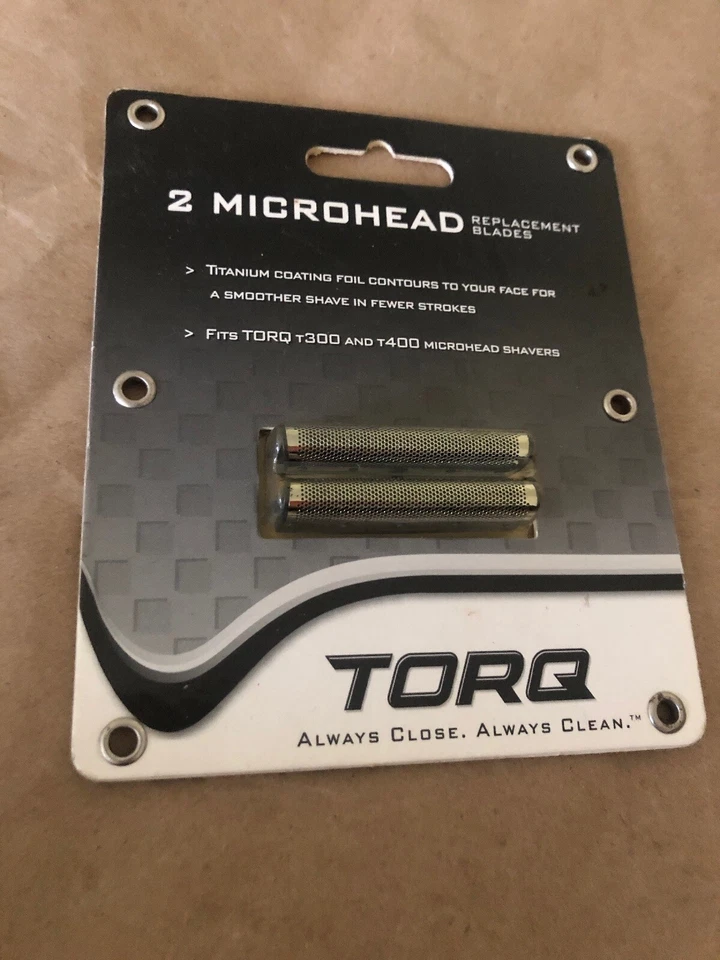 2 MICROHEAD REPLACEMENT BLADES
> TITANIUM COATING FOIL CONTOURS TO YOUR FACE FOR
A SMOOTHER SHAVE IN FEWER STROKES
> FITS TORQ T300 AND T400 MICROHEAD SHAVERS
TORQ
ALWAYS CLOSE. ALWAYS CLEAN.™